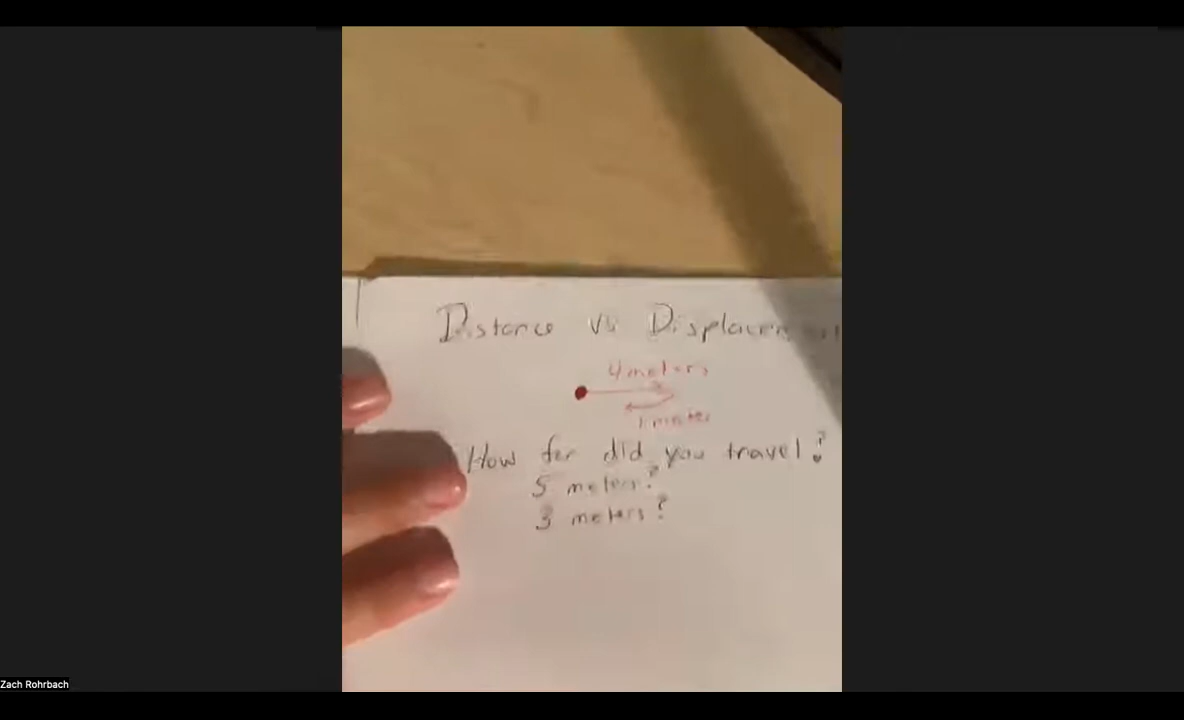 Distance vs Displacement
4 meters
1 meter
How far did you travel?
5 meters?
3 meters?
Zach Rohrbach